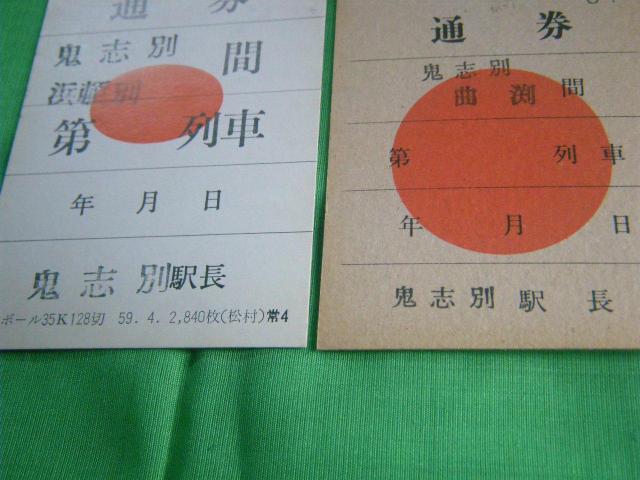 通 券
鬼志別 間
浜頓別
第 列車
年 月 日
鬼志別駅長
ボール35K128切 59. 4. 2,840枚(松村)常4
通 券
鬼志別
曲渕 間
第 列車
年 月 日
鬼志別駅長